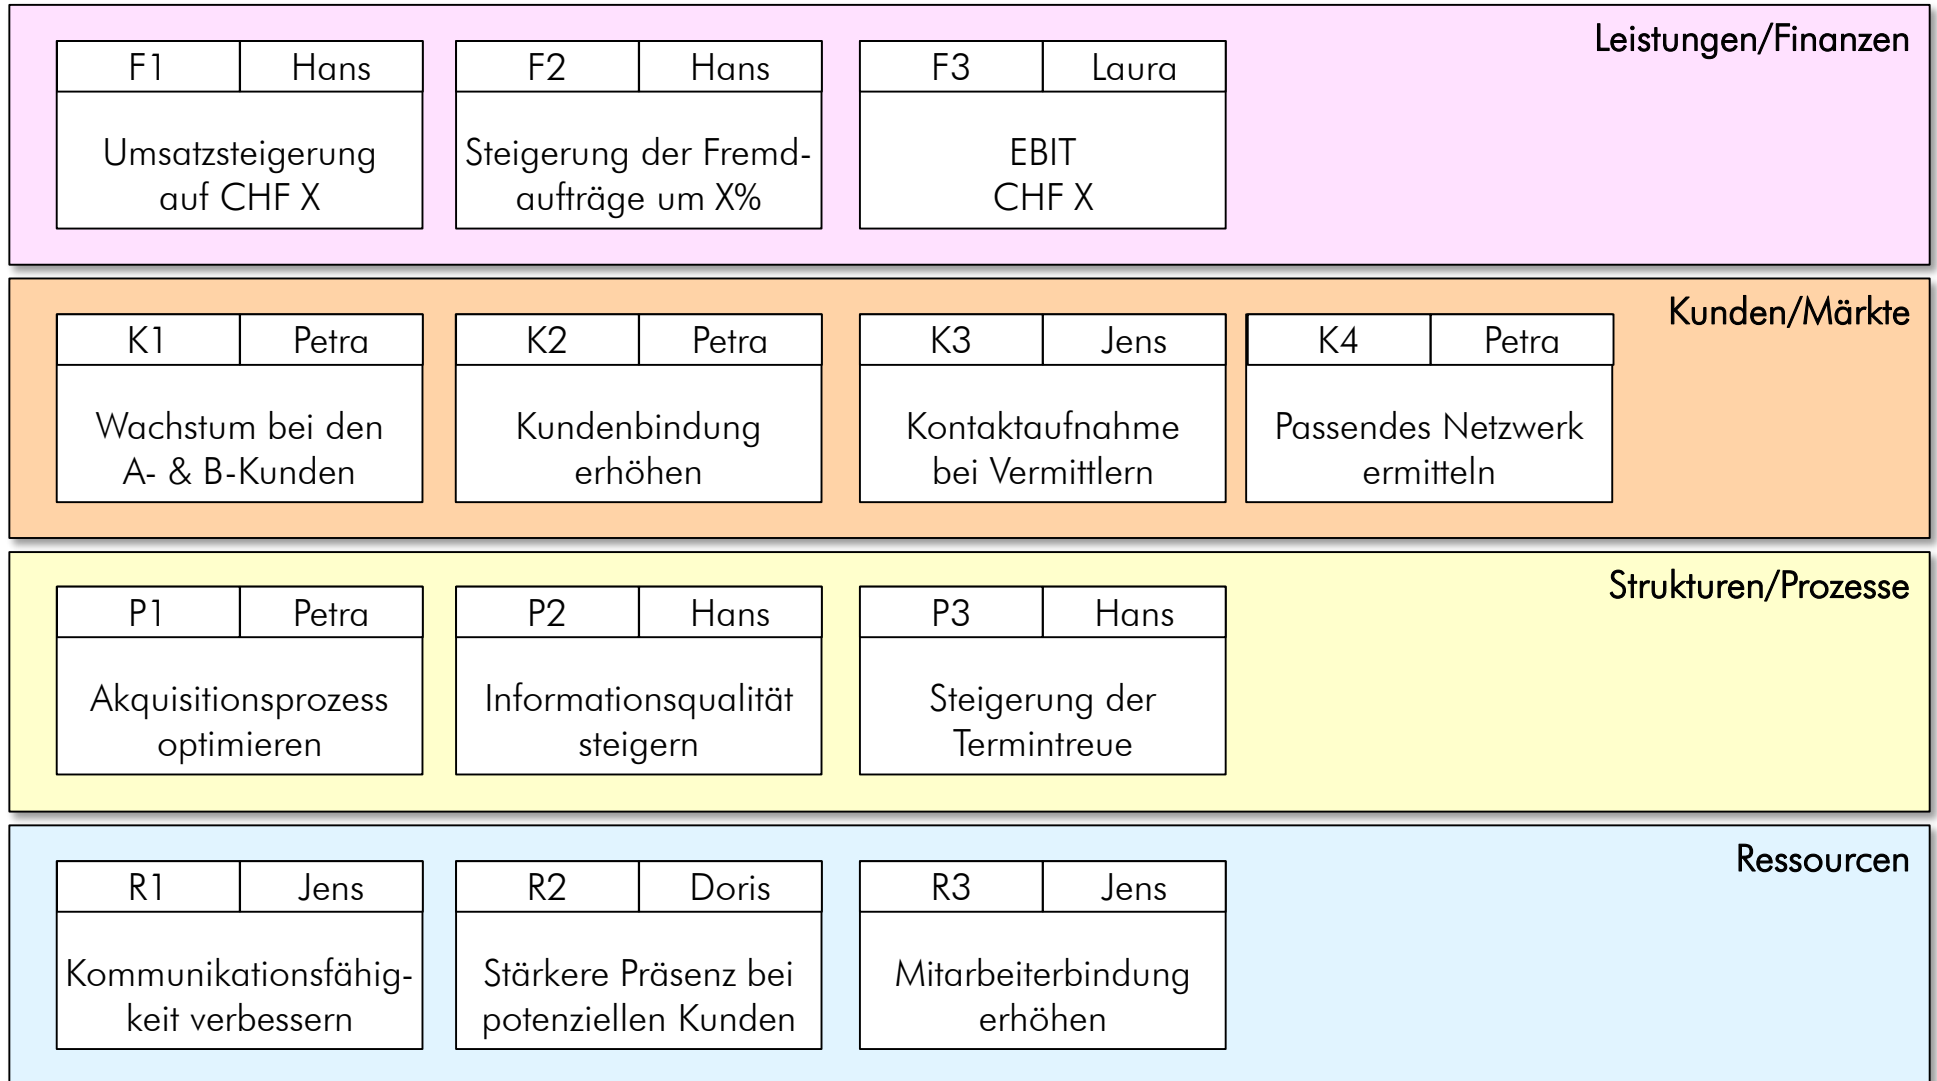 Leistungen/Finanzen
F1 Hans
Umsatzsteigerung
auf CHF X
F2 Hans
Steigerung der Fremd-
aufträge um X%
F3 Laura
EBIT
CHF X
Kunden/Märkte
K1 Petra
Wachstum bei den
A- & B-Kunden
K2 Petra
Kundenbindung
erhöhen
K3 Jens
Kontaktaufnahme
bei Vermittlern
K4 Petra
Passendes Netzwerk
ermitteln
Strukturen/Prozesse
P1 Petra
Akquisitionsprozess
optimieren
P2 Hans
Informationsqualität
steigern
P3 Hans
Steigerung der
Termintreue
Ressourcen
R1 Jens
Kommunikationsfähig-
keit verbessern
R2 Doris
Stärkere Präsenz bei
potenziellen Kunden
R3 Jens
Mitarbeiterbindung
erhöhen